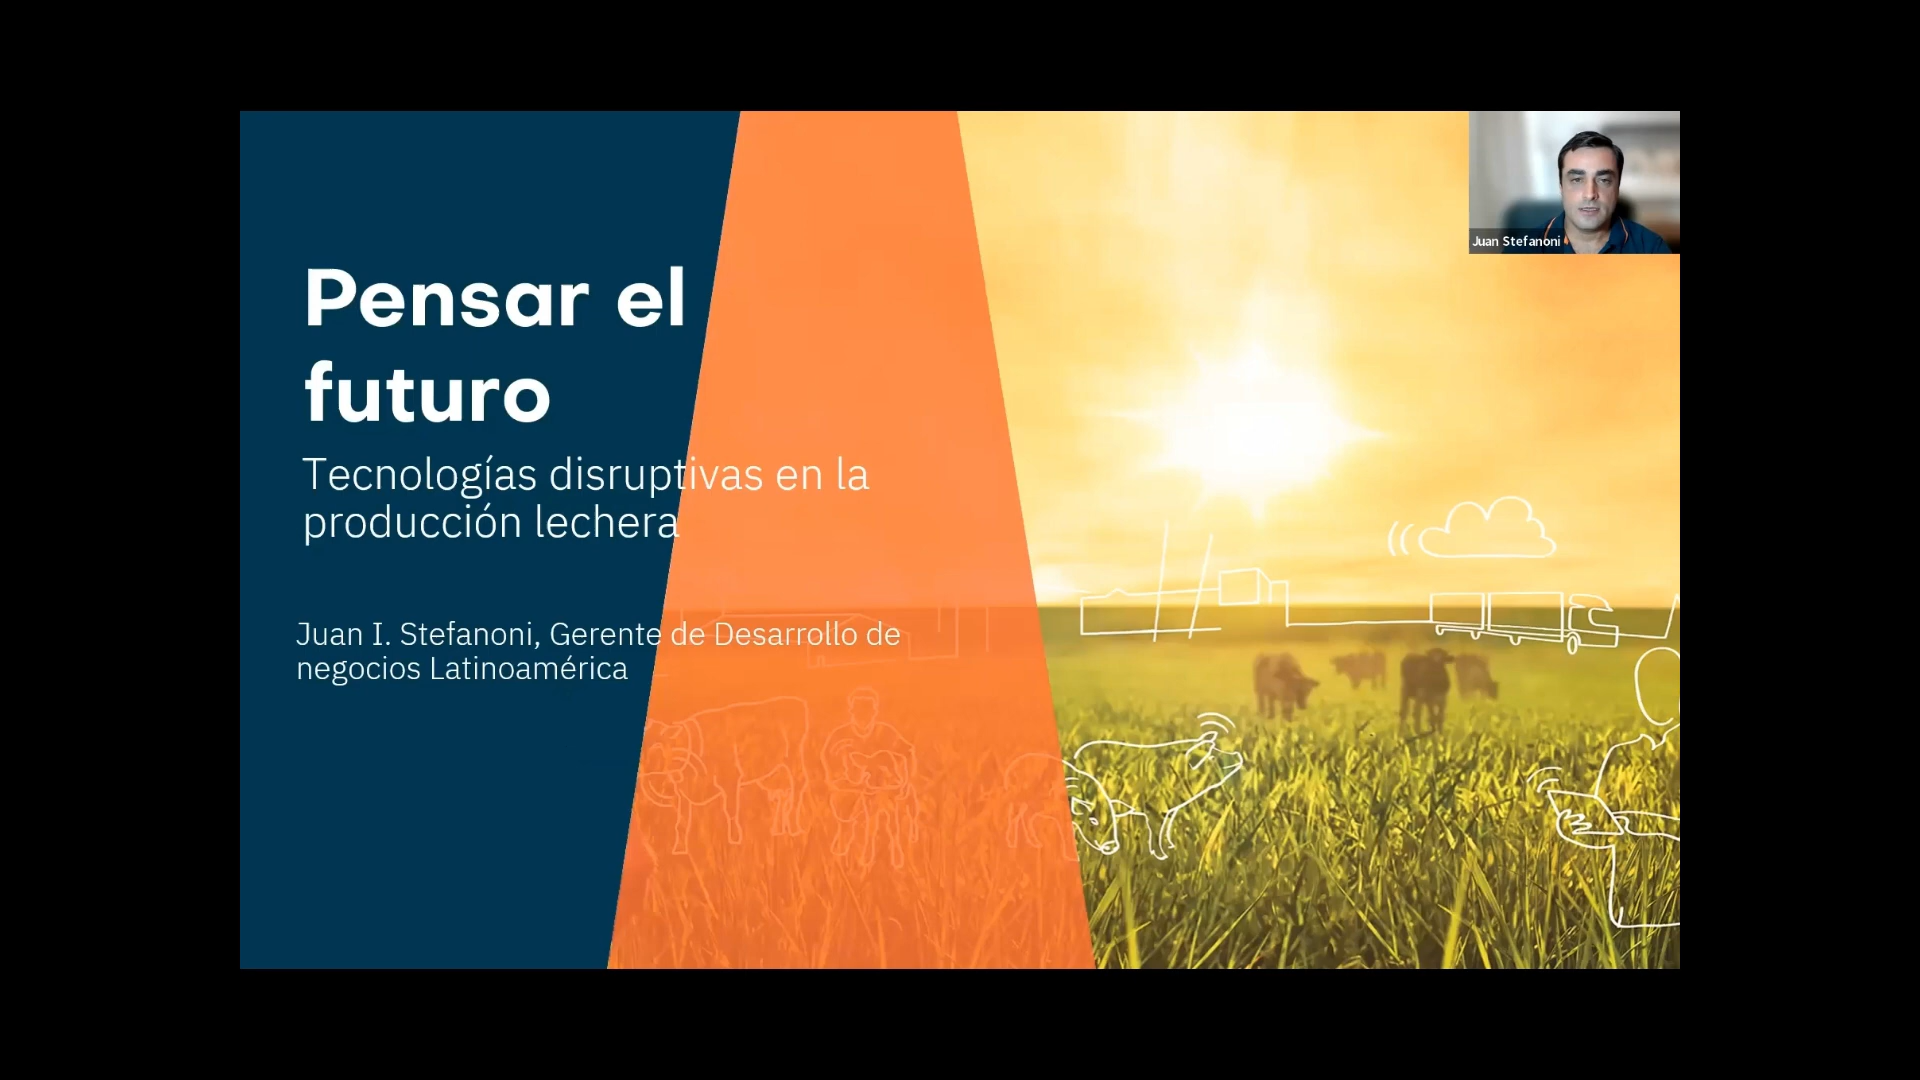 Pensar el
futuro
Tecnologías disruptivas en la
producción lechera
Juan I. Stefanoni, Gerente de Desarrollo de
negocios Latinoamérica
Juan Stefanoni